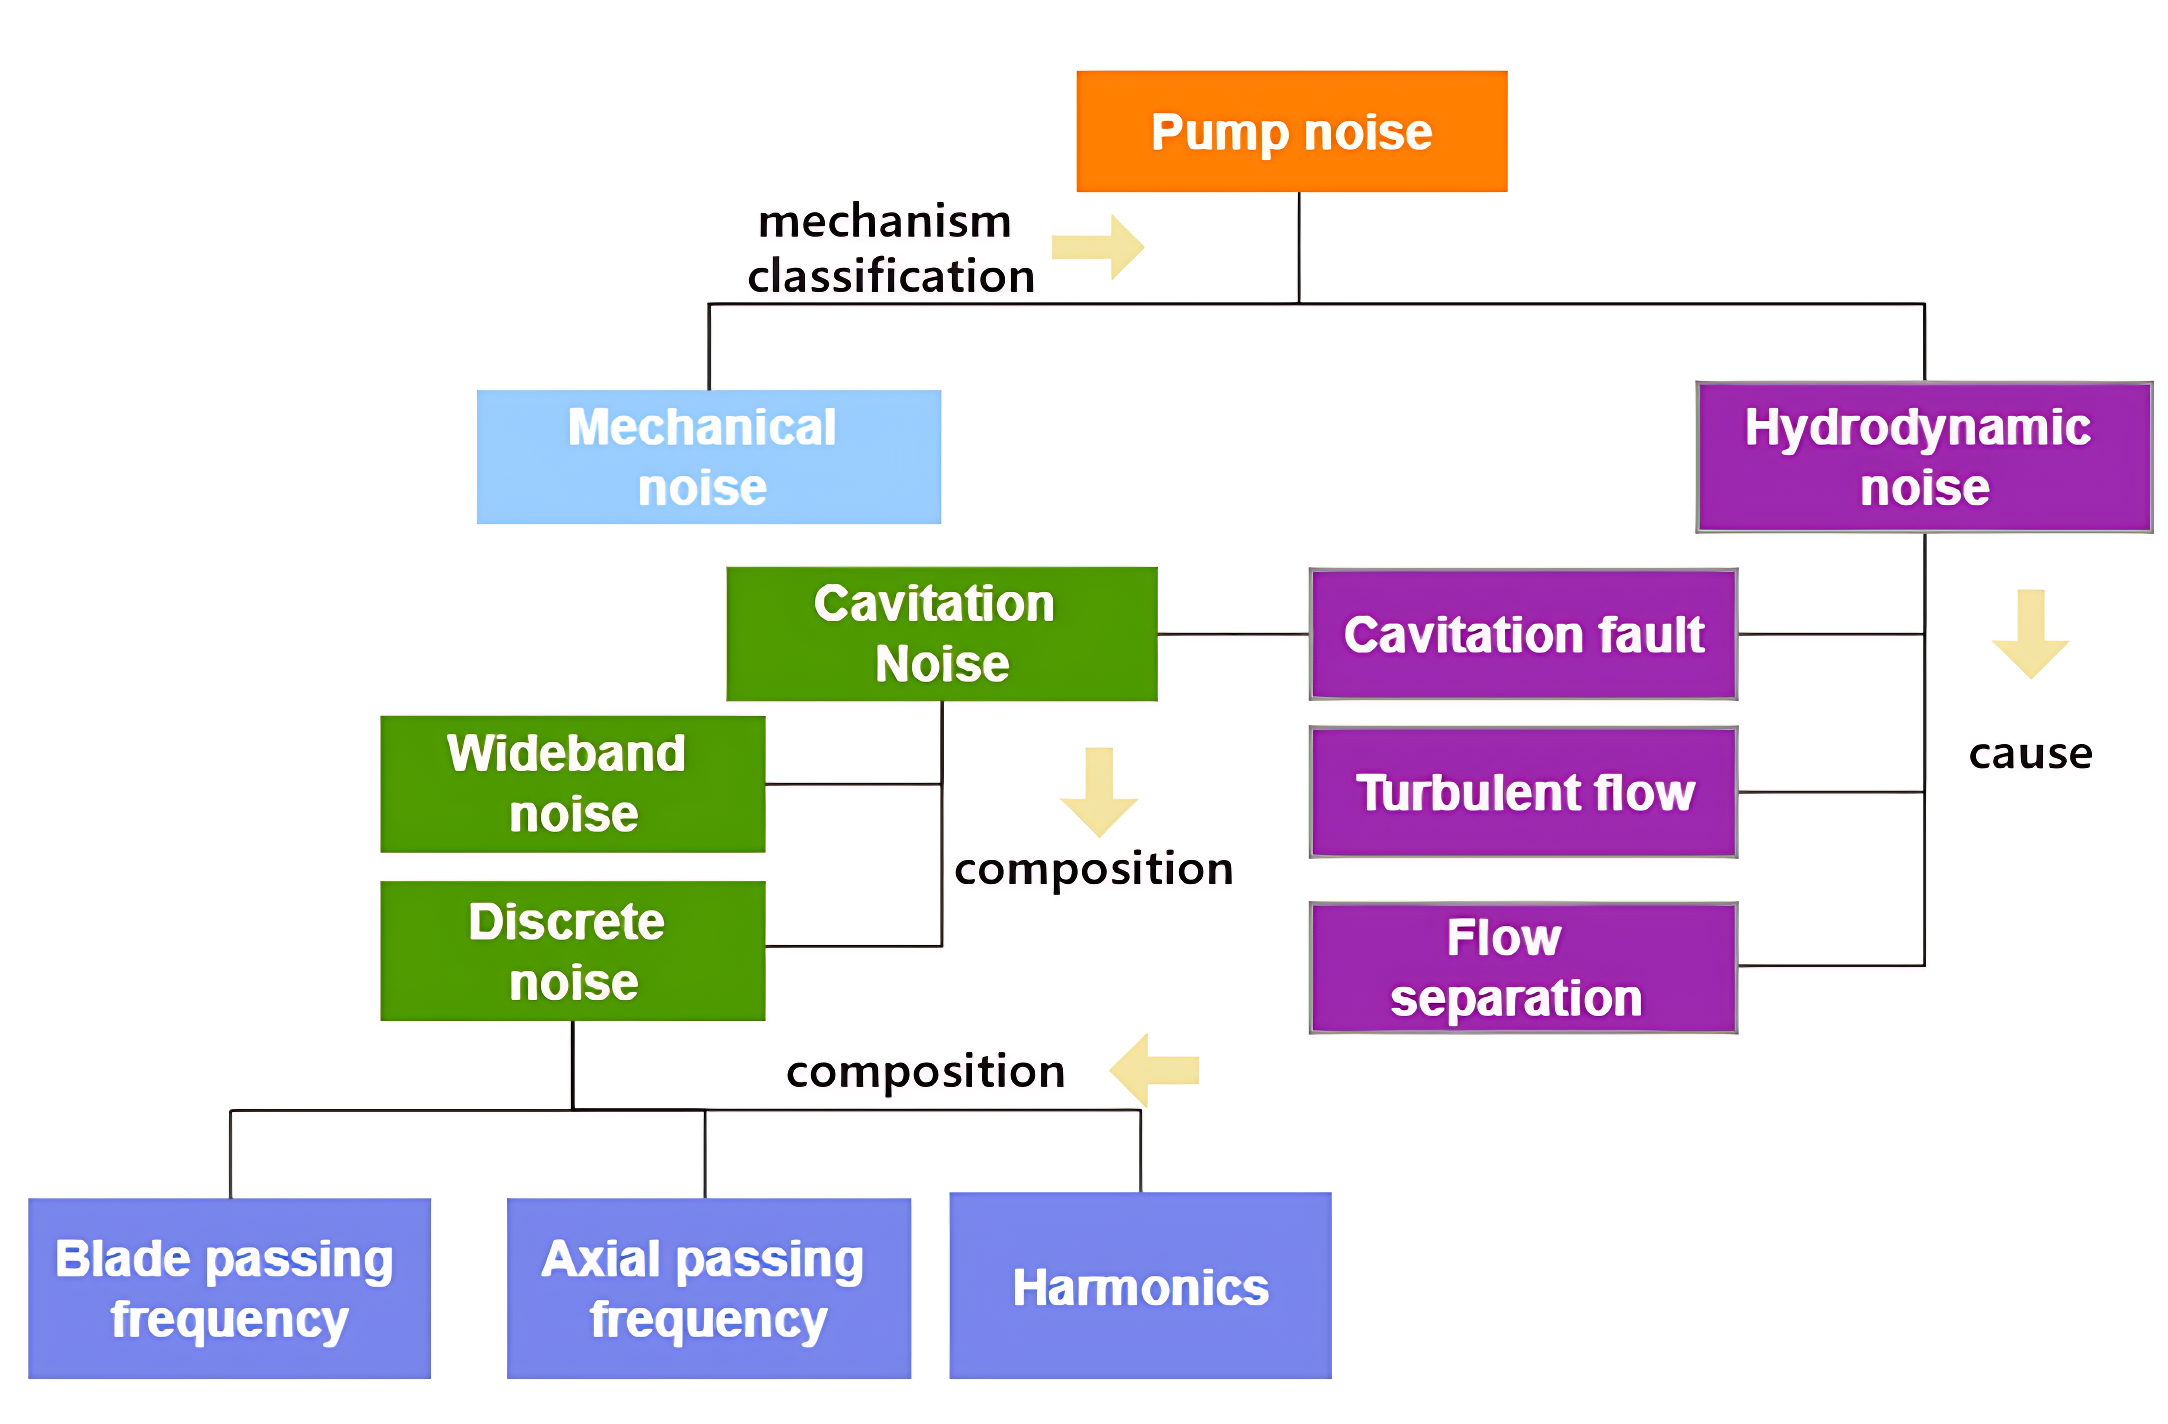 Pump noise
mechanism
classification
Mechanical
noise
Hydrodynamic
noise
Cavitation
Noise
Cavitation fault
Wideband
noise
Turbulent flow
cause
composition
Discrete
noise
Flow
separation
composition
Blade passing
frequency
Axial passing
frequency
Harmonics